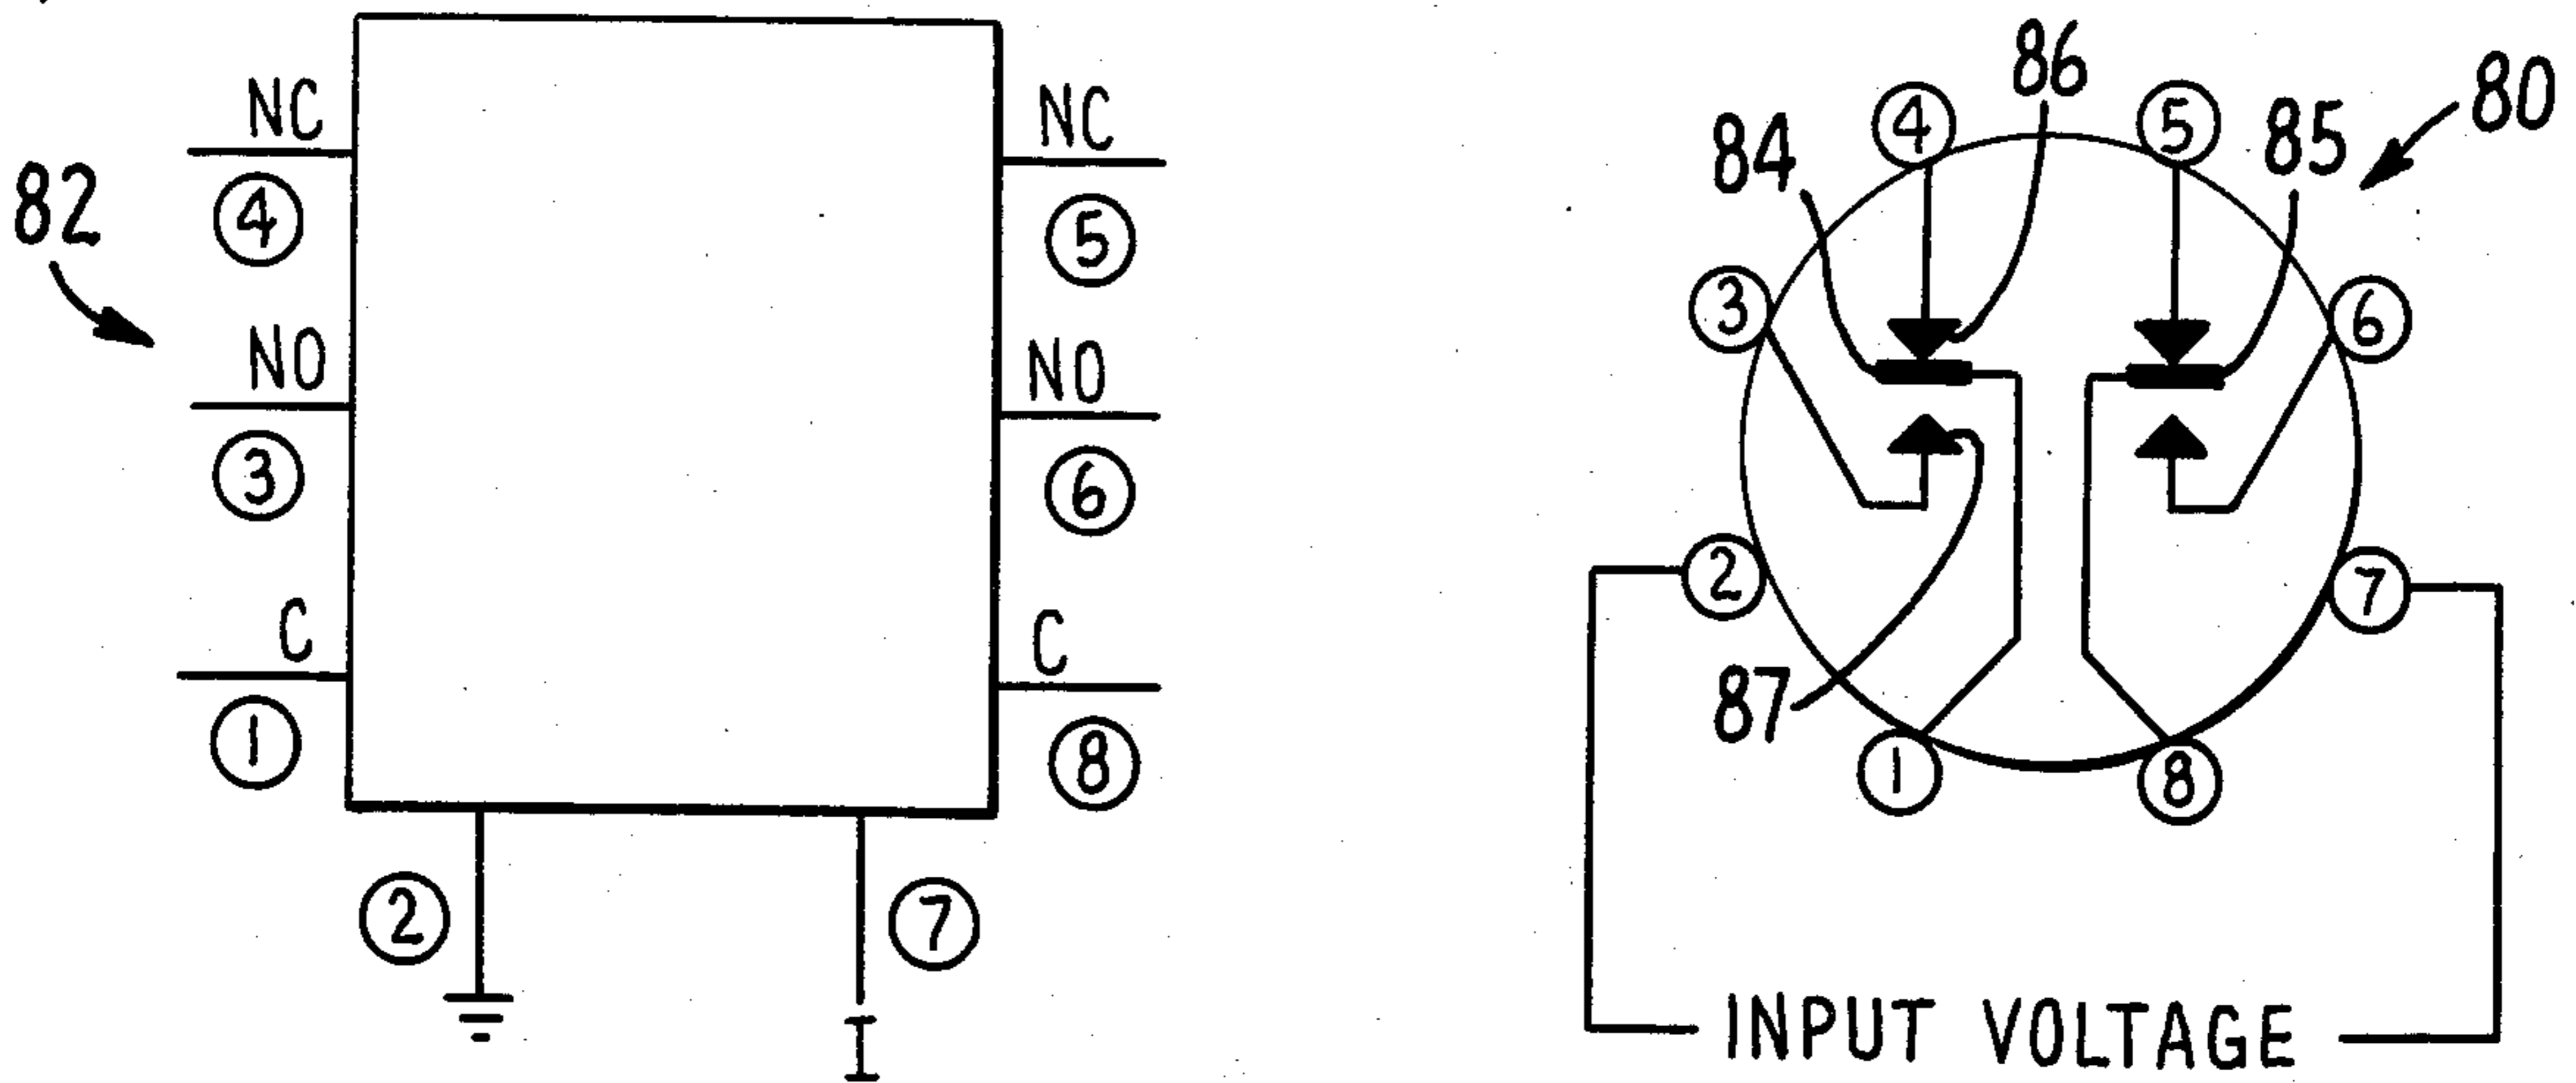 NC
④
82
NO
③
C
①
NC
⑤
NO
⑥
C
⑧
②
⑦
I
86
④
⑤
80
84
85
③
⑥
②
⑦
87
①
⑧
INPUT VOLTAGE